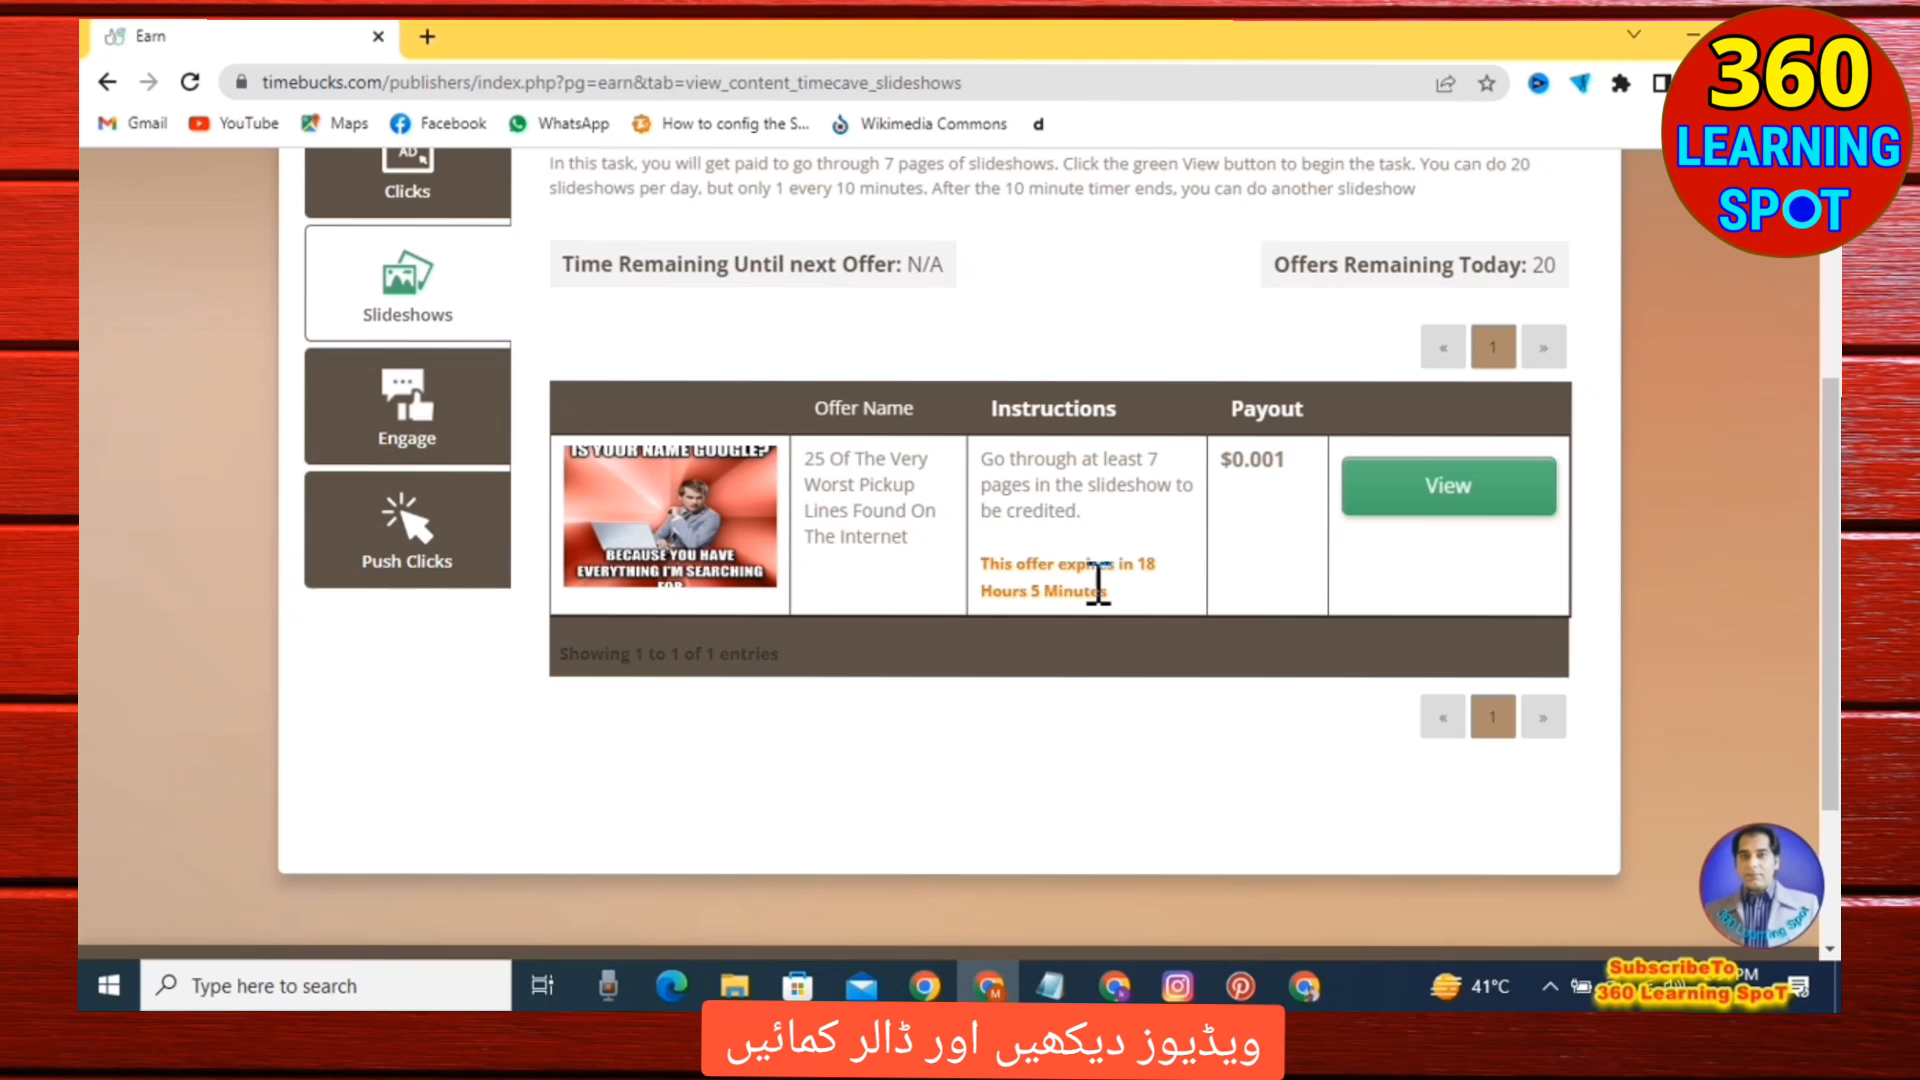 Earn
360
LEARNING
SPOT
timebucks.com/publishers/index.php?pg=earn&tab=view_content_timecave_slideshows
Gmail
YouTube
Maps
Facebook
WhatsApp
How to config the S...
Wikimedia Commons
d
AD
Clicks
Slideshows
Engage
Push Clicks
In this task, you will get paid to go through 7 pages of slideshows. Click the green View button to begin the task. You can do 20
slideshows per day, but only 1 every 10 minutes. After the 10 minute timer ends, you can do another slideshow
Time Remaining Until next Offer: N/A
Offers Remaining Today: 20
« 1 »
Offer Name Instructions Payout
IS YOUR NAME GOOGLE?
BECAUSE YOU HAVE
EVERYTHING I'M SEARCHING
FOR
25 Of The Very
Worst Pickup
Lines Found On
The Internet
Go through at least 7
pages in the slideshow to
be credited.
This offer expires in 18
Hours 5 Minutes
$0.001
View
Showing 1 to 1 of 1 entries
« 1 »
360 Learning Spot
Type here to search
41°C
PM
SubscribeTo
360 Learning SpoT
ویڈیوز دیکھیں اور ڈالر کمائیں